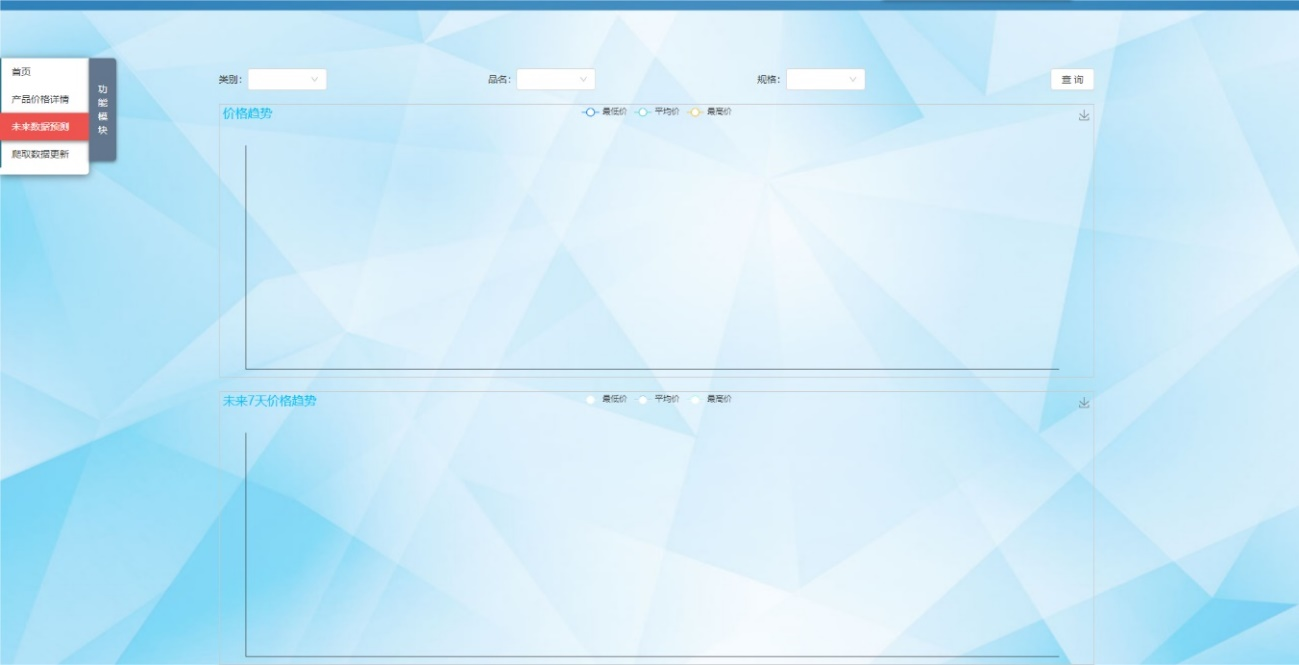 首页
产品价格详情
未来数据预测
爬取数据更新
功能模块
类别: 品名: 规格: 查 询
价格趋势 最低价 平均价 最高价
未来7天价格趋势 最低价 平均价 最高价